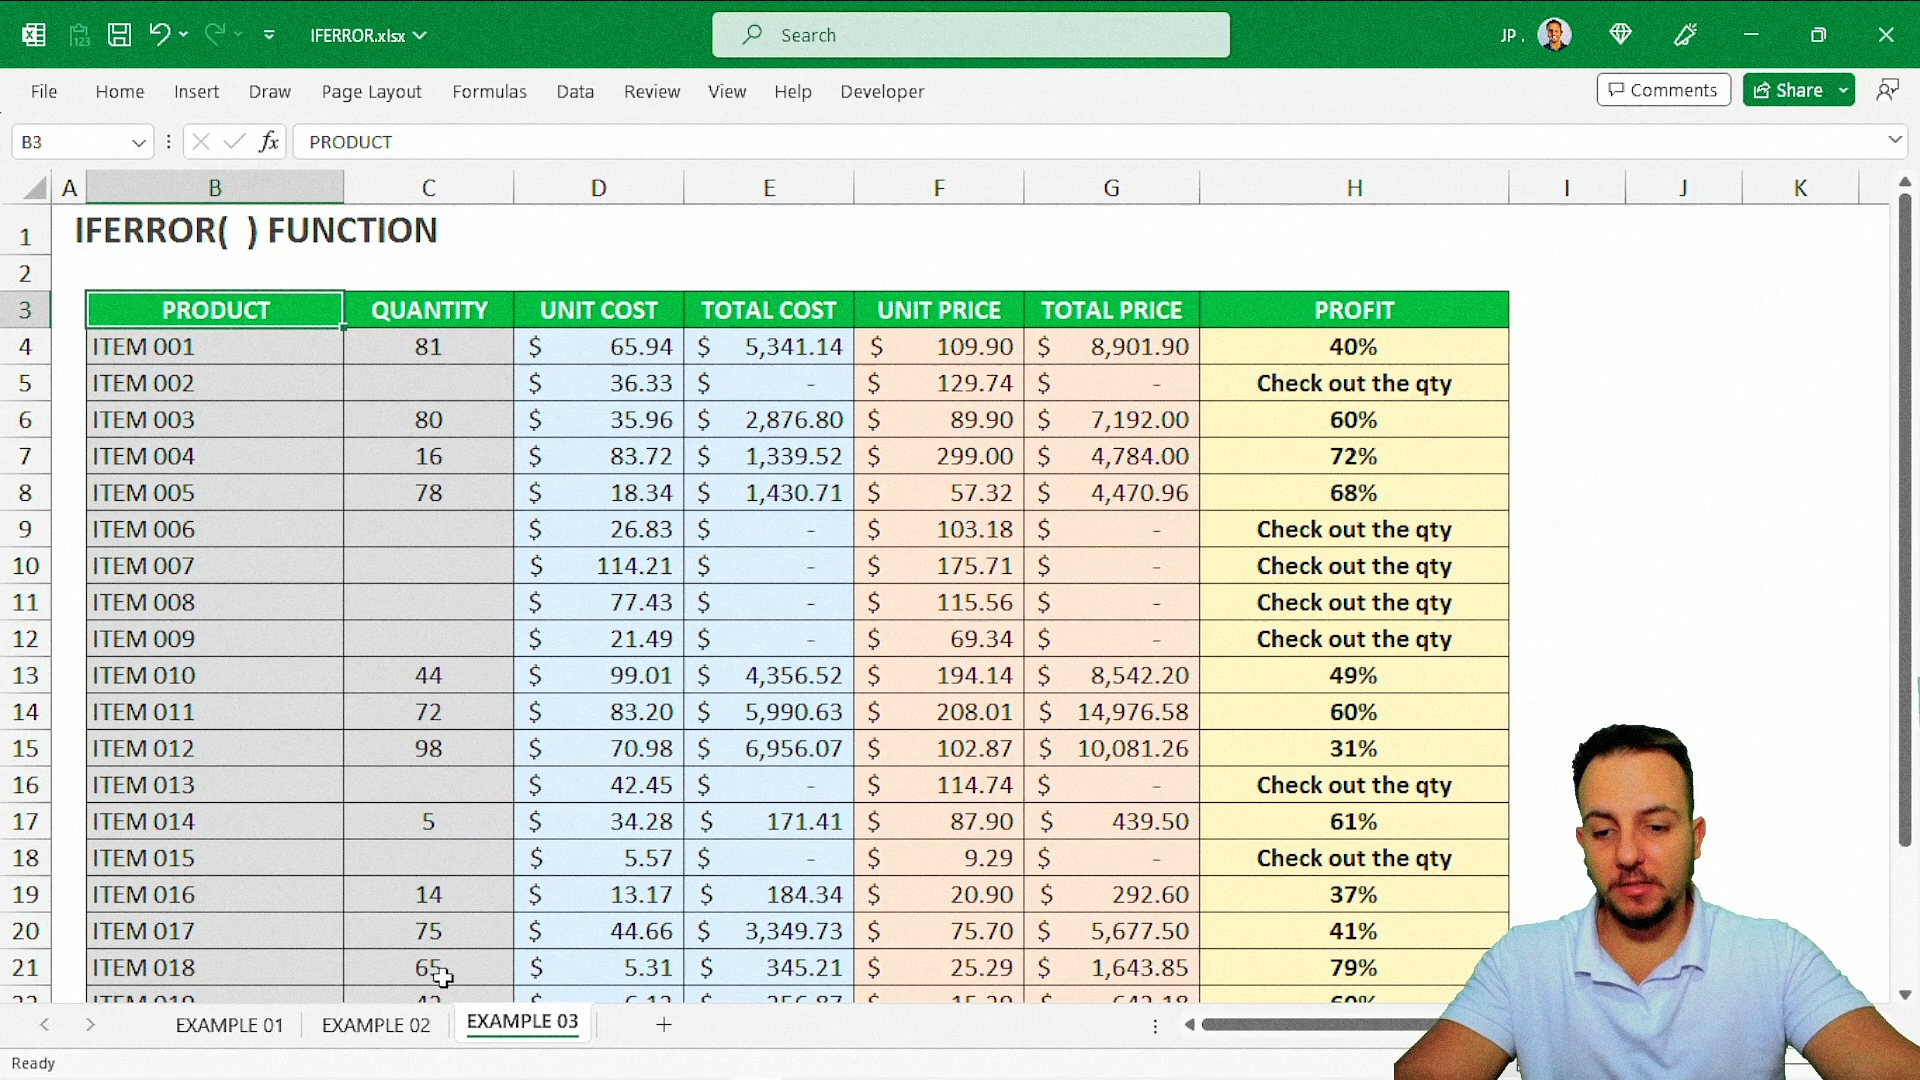 IFERROR.xlsx
Search
JP .
File Home Insert Draw Page Layout Formulas Data Review View Help Developer
Comments
Share
B3
fx
PRODUCT
A B C D E F G H I J K
1 IFERROR( ) FUNCTION
2
3 PRODUCT QUANTITY UNIT COST TOTAL COST UNIT PRICE TOTAL PRICE PROFIT
4 ITEM 001 81 $ 65.94 $ 5,341.14 $ 109.90 $ 8,901.90 40%
5 ITEM 002 $ 36.33 $ - $ 129.74 $ - Check out the qty
6 ITEM 003 80 $ 35.96 $ 2,876.80 $ 89.90 $ 7,192.00 60%
7 ITEM 004 16 $ 83.72 $ 1,339.52 $ 299.00 $ 4,784.00 72%
8 ITEM 005 78 $ 18.34 $ 1,430.71 $ 57.32 $ 4,470.96 68%
9 ITEM 006 $ 26.83 $ - $ 103.18 $ - Check out the qty
10 ITEM 007 $ 114.21 $ - $ 175.71 $ - Check out the qty
11 ITEM 008 $ 77.43 $ - $ 115.56 $ - Check out the qty
12 ITEM 009 $ 21.49 $ - $ 69.34 $ - Check out the qty
13 ITEM 010 44 $ 99.01 $ 4,356.52 $ 194.14 $ 8,542.20 49%
14 ITEM 011 72 $ 83.20 $ 5,990.63 $ 208.01 $ 14,976.58 60%
15 ITEM 012 98 $ 70.98 $ 6,956.07 $ 102.87 $ 10,081.26 31%
16 ITEM 013 $ 42.45 $ - $ 114.74 $ - Check out the qty
17 ITEM 014 5 $ 34.28 $ 171.41 $ 87.90 $ 439.50 61%
18 ITEM 015 $ 5.57 $ - $ 9.29 $ - Check out the qty
19 ITEM 016 14 $ 13.17 $ 184.34 $ 20.90 $ 292.60 37%
20 ITEM 017 75 $ 44.66 $ 3,349.73 $ 75.70 $ 5,677.50 41%
21 ITEM 018 65 $ 5.31 $ 345.21 $ 25.29 $ 1,643.85 79%
EXAMPLE 01 EXAMPLE 02 EXAMPLE 03
Ready